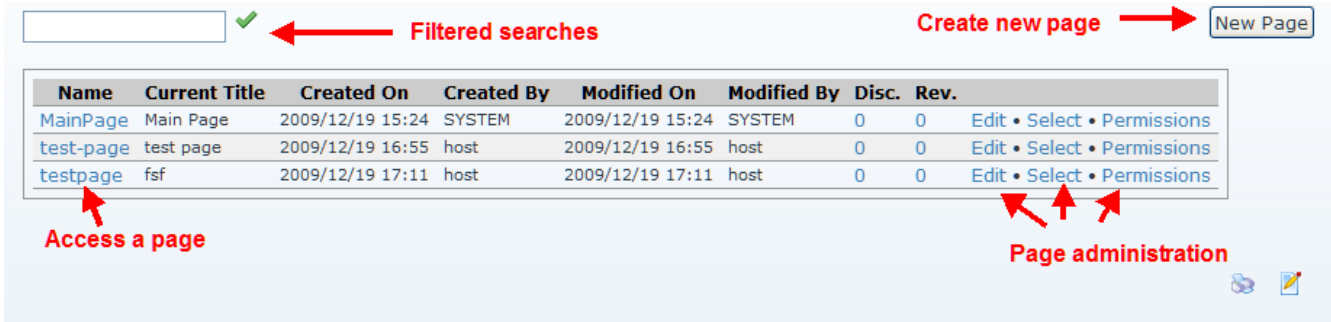 Filtered searches Create new page New Page
Name Current Title Created On Created By Modified On Modified By Disc. Rev.
MainPage Main Page 2009/12/19 15:24 SYSTEM 2009/12/19 15:24 SYSTEM 0 0 Edit • Select • Permissions
test-page test page 2009/12/19 16:55 host 2009/12/19 16:55 host 0 0 Edit • Select • Permissions
testpage fsf 2009/12/19 17:11 host 2009/12/19 17:11 host 0 0 Edit • Select • Permissions
Access a page
Page administration